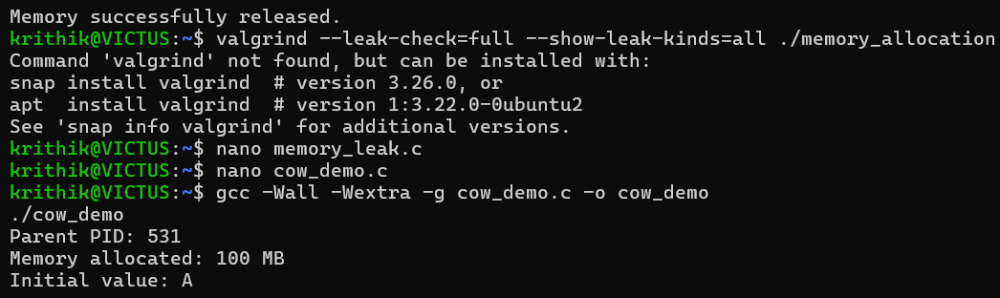 Memory successfully released.
krithik@VICTUS:~$ valgrind --leak-check=full --show-leak-kinds=all ./memory_allocation
Command 'valgrind' not found, but can be installed with:
snap install valgrind  # version 3.26.0, or
apt  install valgrind  # version 1:3.22.0-0ubuntu2
See 'snap info valgrind' for additional versions.
krithik@VICTUS:~$ nano memory_leak.c
krithik@VICTUS:~$ nano cow_demo.c
krithik@VICTUS:~$ gcc -Wall -Wextra -g cow_demo.c -o cow_demo
./cow_demo
Parent PID: 531
Memory allocated: 100 MB
Initial value: A